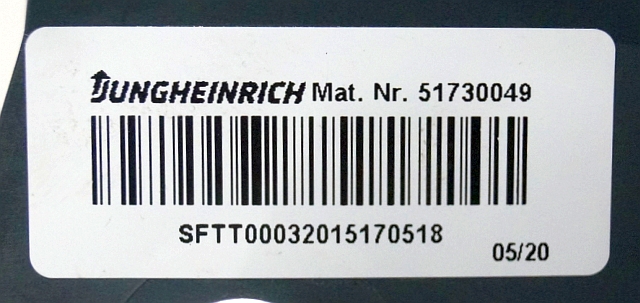 JUNGHEINRICH Mat. Nr. 51730049
SFTT00032015170518
05/20